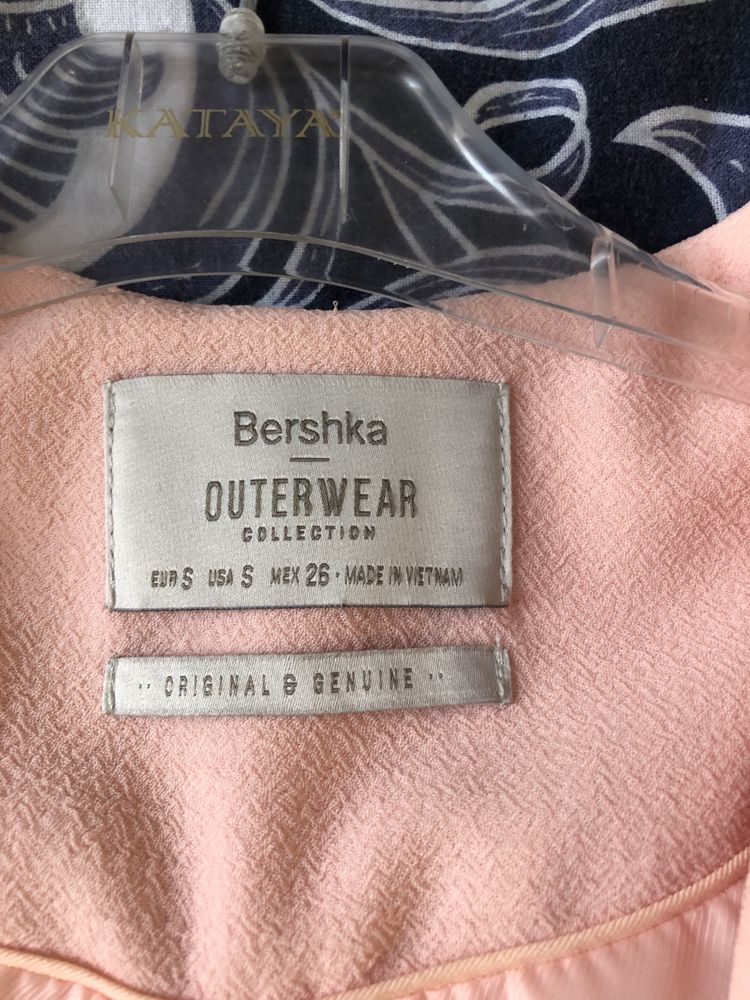 KATAYA
Bershka
OUTERWEAR
COLLECTION
EUR S USA S MEX 26 · MADE IN VIETNAM
·· ORIGINAL & GENUINE ··